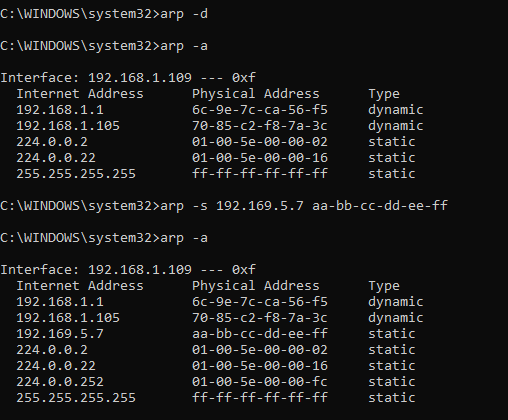 C:\WINDOWS\system32>arp -d
C:\WINDOWS\system32>arp -a
Interface: 192.168.1.109 --- 0xf
  Internet Address      Physical Address      Type
  192.168.1.1           6c-9e-7c-ca-56-f5     dynamic
  192.168.1.105         70-85-c2-f8-7a-3c     dynamic
  224.0.0.2             01-00-5e-00-00-02     static
  224.0.0.22            01-00-5e-00-00-16     static
  255.255.255.255       ff-ff-ff-ff-ff-ff     static
C:\WINDOWS\system32>arp -s 192.169.5.7 aa-bb-cc-dd-ee-ff
C:\WINDOWS\system32>arp -a
Interface: 192.168.1.109 --- 0xf
  Internet Address      Physical Address      Type
  192.168.1.1           6c-9e-7c-ca-56-f5     dynamic
  192.168.1.105         70-85-c2-f8-7a-3c     dynamic
  192.169.5.7           aa-bb-cc-dd-ee-ff     static
  224.0.0.2             01-00-5e-00-00-02     static
  224.0.0.22            01-00-5e-00-00-16     static
  224.0.0.252           01-00-5e-00-00-fc     static
  255.255.255.255       ff-ff-ff-ff-ff-ff     static